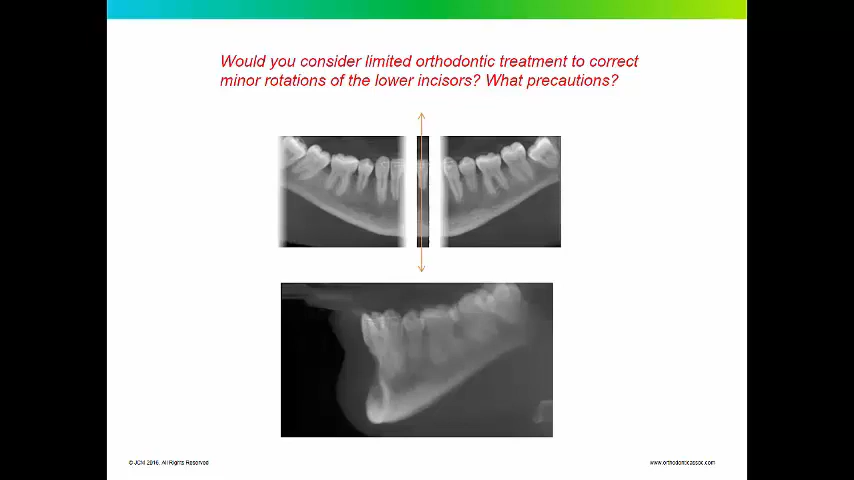 Would you consider limited orthodontic treatment to correct
minor rotations of the lower incisors? What precautions?
© JCM 2016. All Rights Reserved
www.orthodonticassoc.com